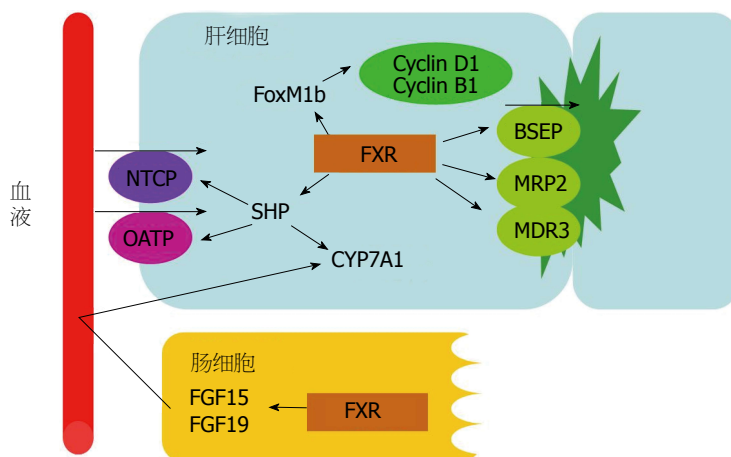 肝细胞
Cyclin D1
Cyclin B1
FoxM1b
FXR
BSEP
MRP2
MDR3
NTCP
OATP
SHP
CYP7A1
血液
肠细胞
FGF15
FGF19
FXR